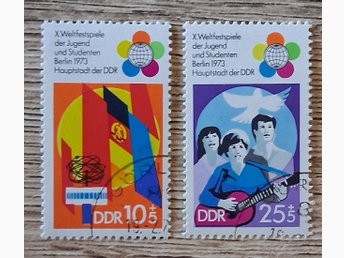 X. Weltfestspiele
der Jugend
und Studenten
Berlin 1973
Hauptstadt der DDR
DDR 10+5
X. Weltfestspiele
der Jugend
und Studenten
Berlin 1973
Hauptstadt der DDR
DDR 25+5